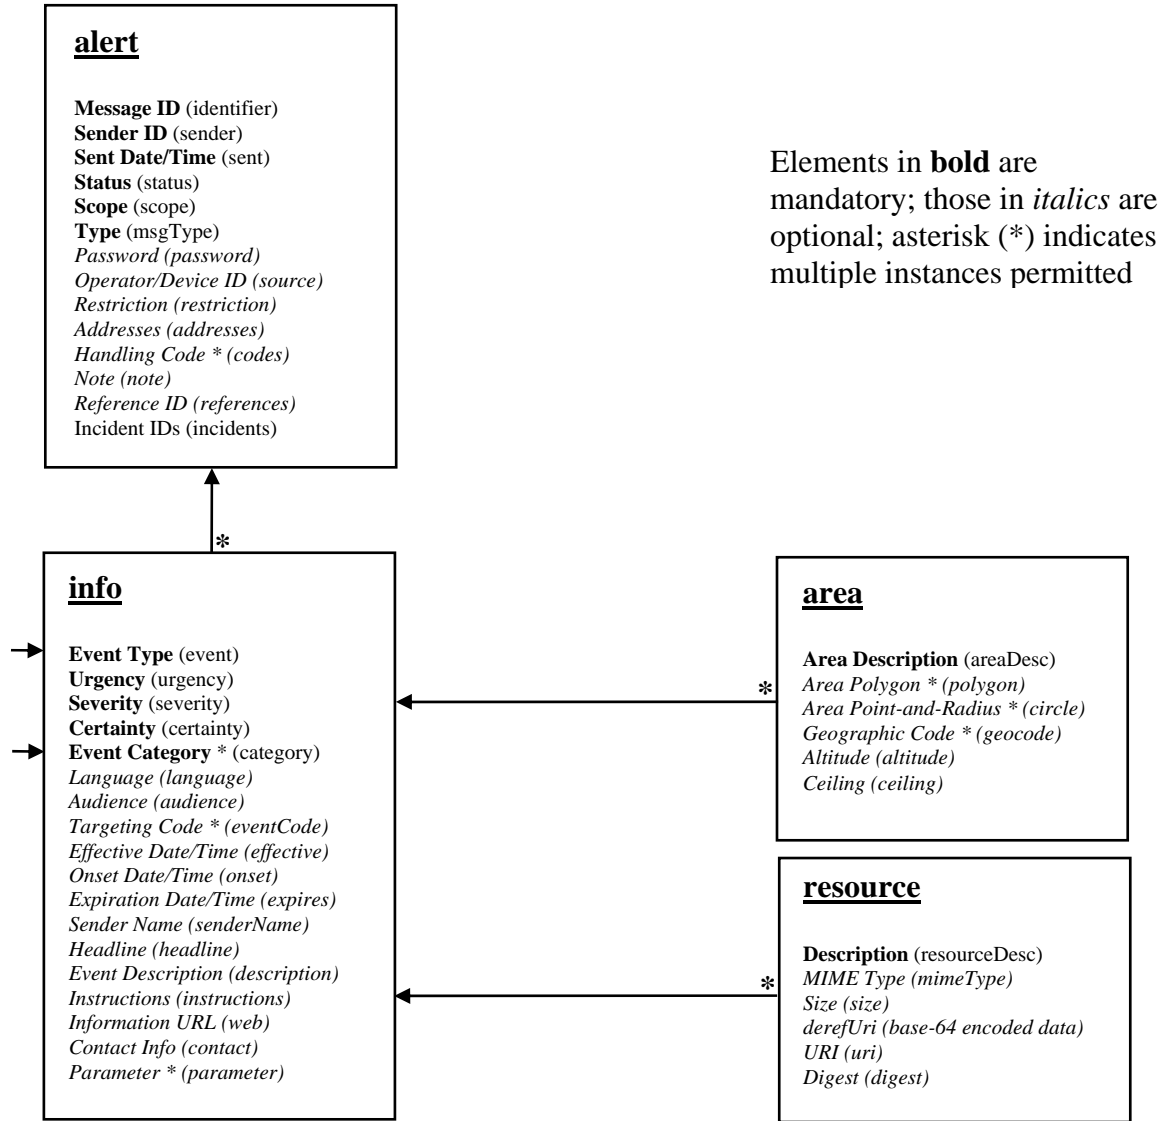 alert
Message ID (identifier)
Sender ID (sender)
Sent Date/Time (sent)
Status (status)
Scope (scope)
Type (msgType)
Password (password)
Operator/Device ID (source)
Restriction (restriction)
Addresses (addresses)
Handling Code * (codes)
Note (note)
Reference ID (references)
Incident IDs (incidents)
Elements in bold are
mandatory; those in italics are
optional; asterisk (*) indicates
multiple instances permitted
*
info
Event Type (event)
Urgency (urgency)
Severity (severity)
Certainty (certainty)
Event Category * (category)
Language (language)
Audience (audience)
Targeting Code * (eventCode)
Effective Date/Time (effective)
Onset Date/Time (onset)
Expiration Date/Time (expires)
Sender Name (senderName)
Headline (headline)
Event Description (description)
Instructions (instructions)
Information URL (web)
Contact Info (contact)
Parameter * (parameter)
*
area
Area Description (areaDesc)
Area Polygon * (polygon)
Area Point-and-Radius * (circle)
Geographic Code * (geocode)
Altitude (altitude)
Ceiling (ceiling)
*
resource
Description (resourceDesc)
MIME Type (mimeType)
Size (size)
derefUri (base-64 encoded data)
URI (uri)
Digest (digest)